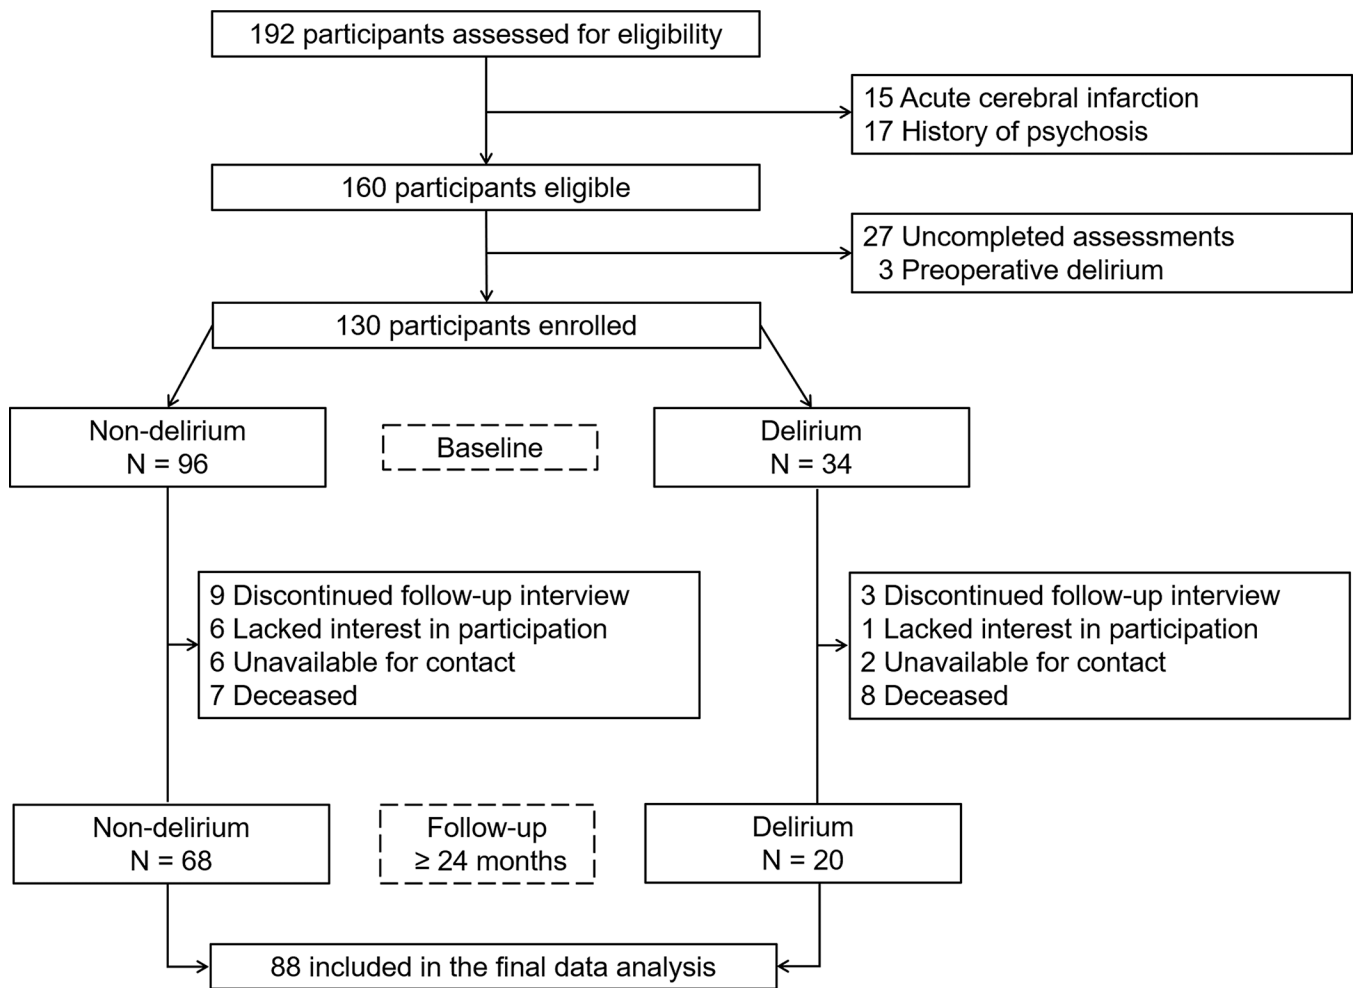 192 participants assessed for eligibility
15 Acute cerebral infarction
17 History of psychosis
160 participants eligible
27 Uncompleted assessments
3 Preoperative delirium
130 participants enrolled
Non-delirium
N = 96
Baseline
Delirium
N = 34
9 Discontinued follow-up interview
6 Lacked interest in participation
6 Unavailable for contact
7 Deceased
3 Discontinued follow-up interview
1 Lacked interest in participation
2 Unavailable for contact
8 Deceased
Non-delirium
N = 68
Follow-up
≥ 24 months
Delirium
N = 20
88 included in the final data analysis